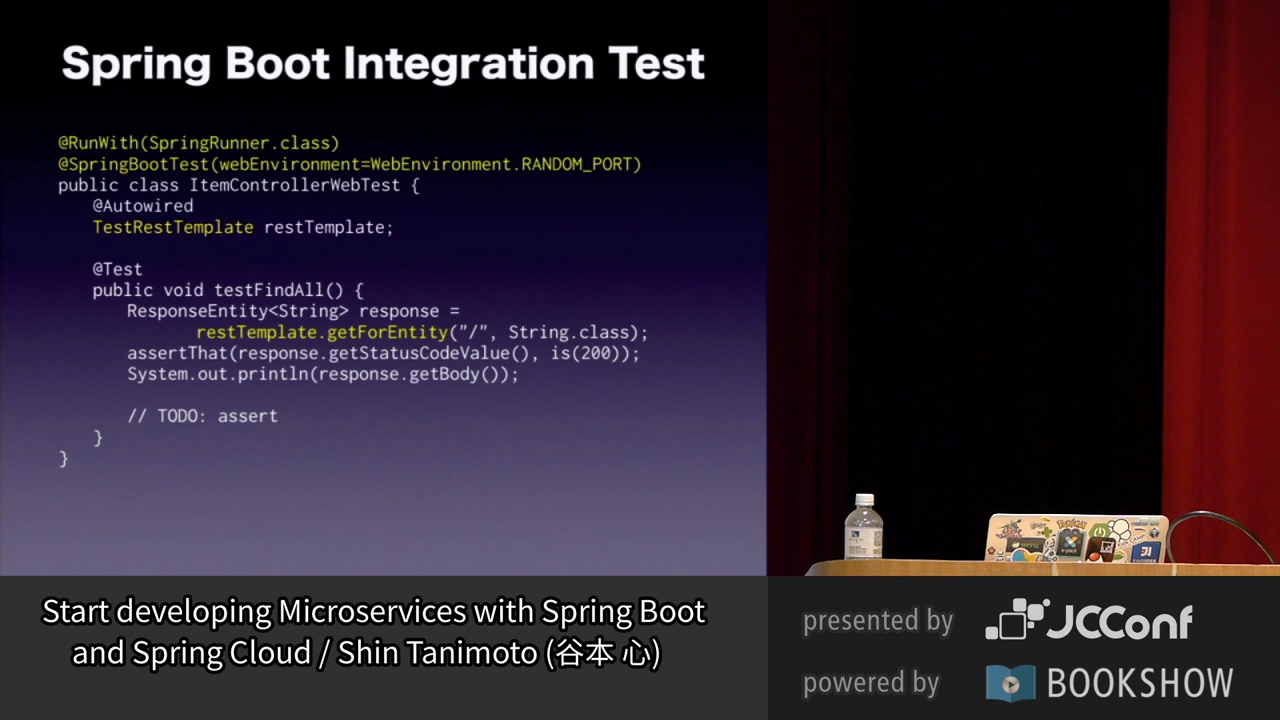 Spring Boot Integration Test
@RunWith(SpringRunner.class)
@SpringBootTest(webEnvironment=WebEnvironment.RANDOM_PORT)
public class ItemControllerWebTest {
@Autowired
TestRestTemplate restTemplate;
@Test
public void testFindAll() {
ResponseEntity<String> response =
restTemplate.getForEntity("/", String.class);
assertThat(response.getStatusCodeValue(), is(200));
System.out.println(response.getBody());
// TODO: assert
}
}
Start developing Microservices with Spring Boot
and Spring Cloud / Shin Tanimoto (谷本 心)
presented by JCConf
powered by BOOKSHOW